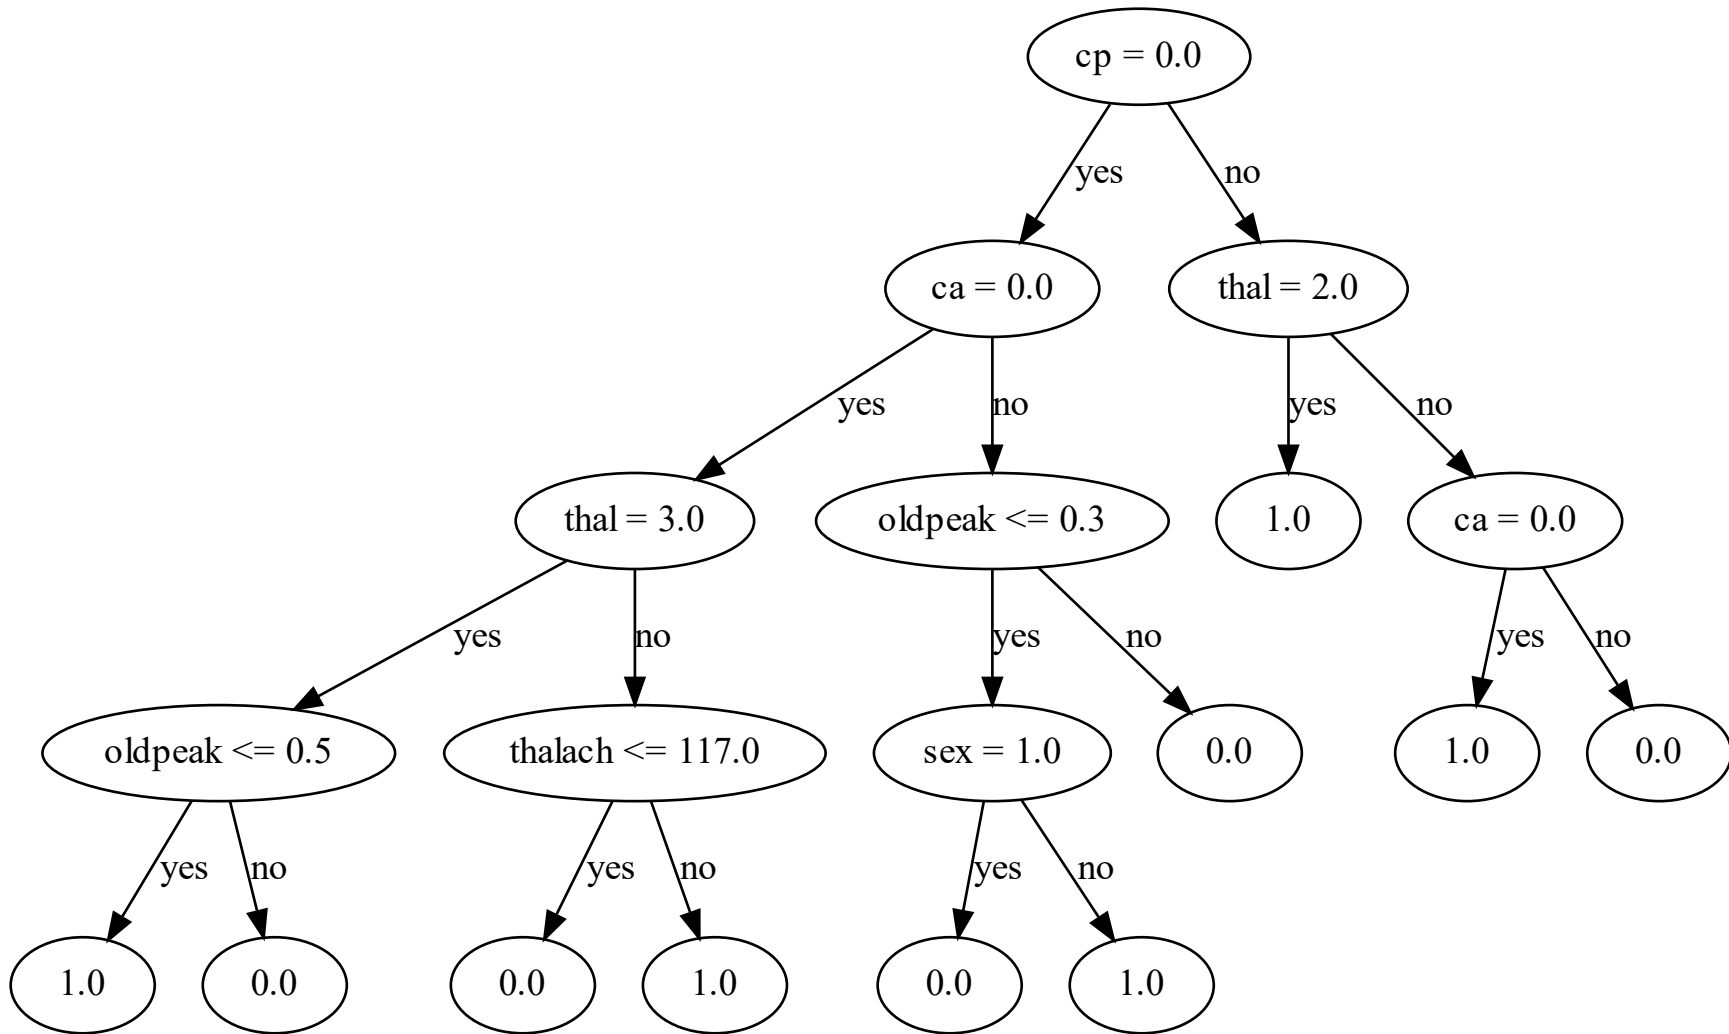 cp = 0.0
yes
no
ca = 0.0
thal = 2.0
yes
no
yes
no
thal = 3.0
oldpeak <= 0.3
1.0
ca = 0.0
yes
no
yes
no
yes
no
oldpeak <= 0.5
thalach <= 117.0
sex = 1.0
0.0
1.0
0.0
yes
no
yes
no
yes
no
1.0
0.0
0.0
1.0
0.0
1.0